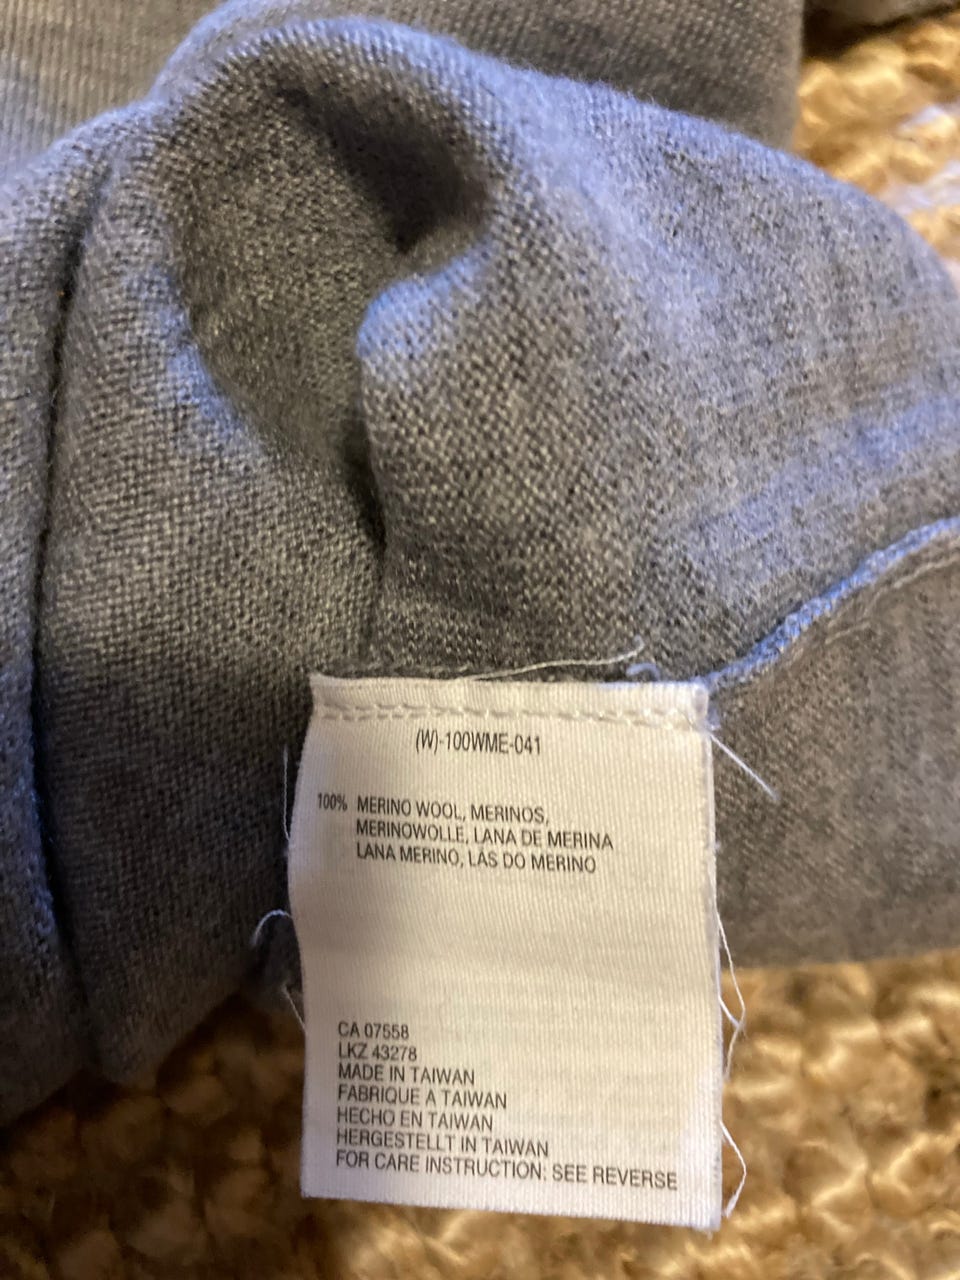 (W)-100WME-041
100% MERINO WOOL, MERINOS,
MERINOWOLLE, LANA DE MERINA
LANA MERINO, LÁS DO MERINO
CA 07558
LKZ 43278
MADE IN TAIWAN
FABRIQUE A TAIWAN
HECHO EN TAIWAN
HERGESTELLT IN TAIWAN
FOR CARE INSTRUCTION: SEE REVERSE